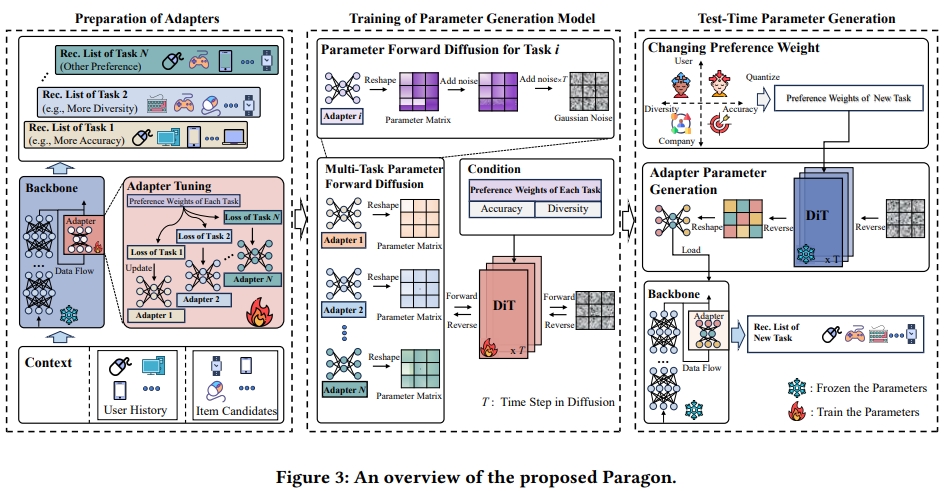 Preparation of Adapters
Rec. List of Task N
(Other Preference)
Rec. List of Task 2
(e.g., More Diversity)
Rec. List of Task 1
(e.g., More Accuracy)
Backbone
Adapter
...
Data Flow
Adapter Tuning
Preference Weights of Each Task
Loss of Task N
Loss of Task 2
Loss of Task 1
Update
Adapter N
Adapter 2
Adapter 1
Context
User History
Item Candidates
Training of Parameter Generation Model
Parameter Forward Diffusion for Task i
Reshape
Add noise
Add noise×T
Adapter i
Parameter Matrix
Gaussian Noise
Multi-Task Parameter
Forward Diffusion
Reshape
Adapter 1
Parameter Matrix
Reshape
Adapter 2
Parameter Matrix
Reshape
Adapter N
Parameter Matrix
Condition
Preference Weights of Each Task
Accuracy
Diversity
Forward
Reverse
DiT
x T
Forward
Reverse
T : Time Step in Diffusion
Test-Time Parameter Generation
Changing Preference Weight
User
Diversity
Accuracy
Company
Quantize
Preference Weights of New Task
Adapter Parameter
Generation
Reshape
Reverse
DiT
x T
Reverse
Load
Backbone
Adapter
...
Data Flow
Rec. List of
New Task
: Frozen the Parameters
: Train the Parameters
Figure 3: An overview of the proposed Paragon.